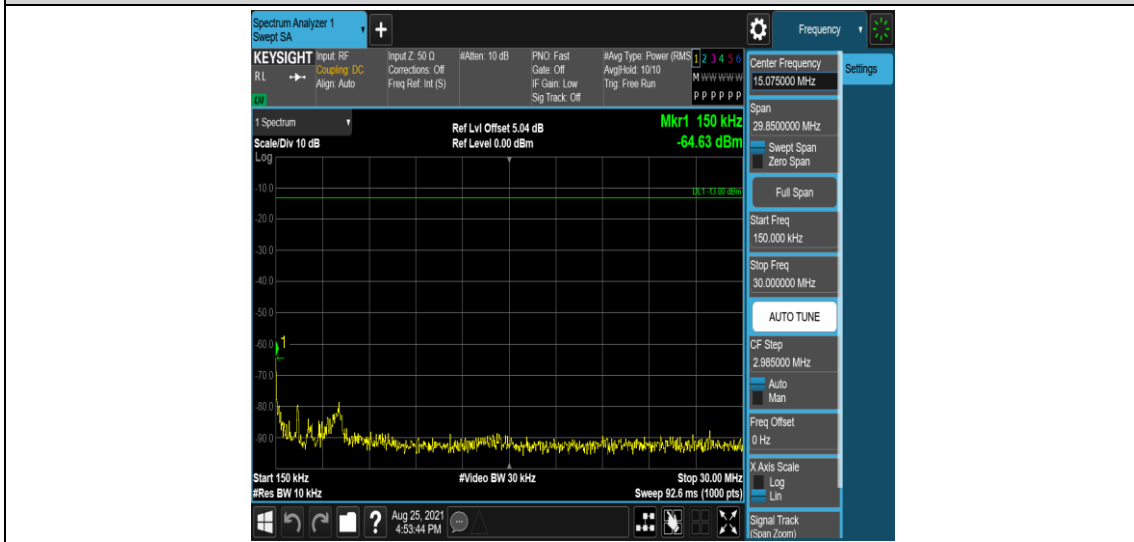 Spectrum Analyzer 1
Swept SA
+
Frequency
KEYSIGHT
RL
Input: RF
Coupling: DC
Align: Auto
Input Z: 50 Ω
Corrections: Off
Freq Ref: Int (S)
#Atten: 10 dB
PNO: Fast
Gate: Off
IF Gain: Low
Sig Track: Off
#Avg Type: Power (RMS
Avg|Hold: 10/10
Trig: Free Run
1 2 3 4 5 6
M W W W W W
P P P P P P
1 Spectrum
Scale/Div 10 dB
Log
Ref Lvl Offset 5.04 dB
Ref Level 0.00 dBm
Mkr1 150 kHz
-64.63 dBm
DL1 -13.00 dBm
-10.0
-20.0
-30.0
-40.0
-50.0
-60.0
1
-70.0
-80.0
-90.0
Start 150 kHz
#Res BW 10 kHz
#Video BW 30 kHz
Stop 30.00 MHz
Sweep 92.6 ms (1000 pts)
Center Frequency
15.075000 MHz
Settings
Span
29.8500000 MHz
Swept Span
Zero Span
Full Span
Start Freq
150.000 kHz
Stop Freq
30.000000 MHz
AUTO TUNE
CF Step
2.985000 MHz
Auto
Man
Freq Offset
0 Hz
X Axis Scale
Log
Lin
Signal Track
(Span Zoom)
?
Aug 25, 2021
4:53:44 PM